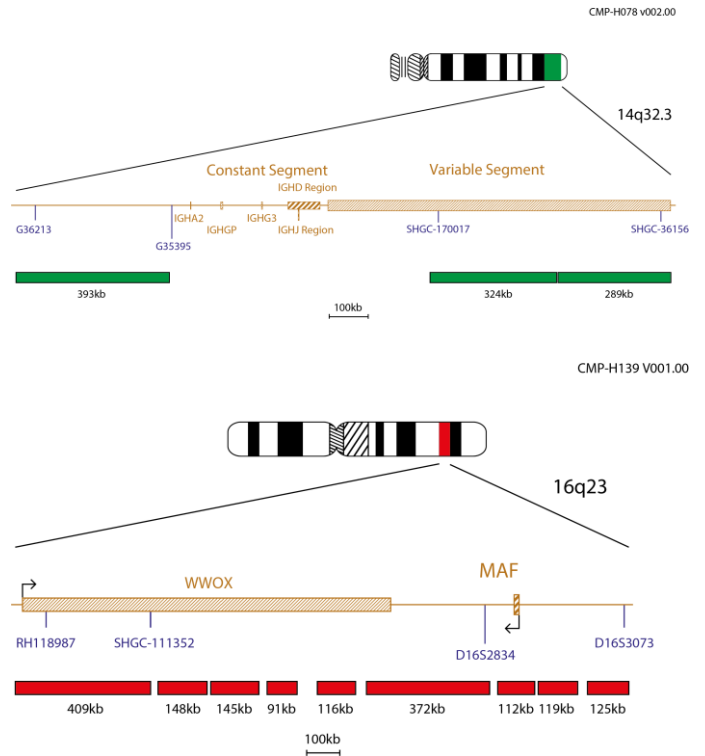 CMP-H078 v002.00
14q32.3
Constant Segment
Variable Segment
IGHD Region
G36213
G35395
IGHA2
IGHGP
IGHG3
IGHJ Region
SHGC-170017
SHGC-36156
393kb
324kb
289kb
100kb
CMP-H139 V001.00
16q23
WWOX
MAF
RH118987
SHGC-111352
D16S2834
D16S3073
409kb
148kb
145kb
91kb
116kb
372kb
112kb
119kb
125kb
100kb